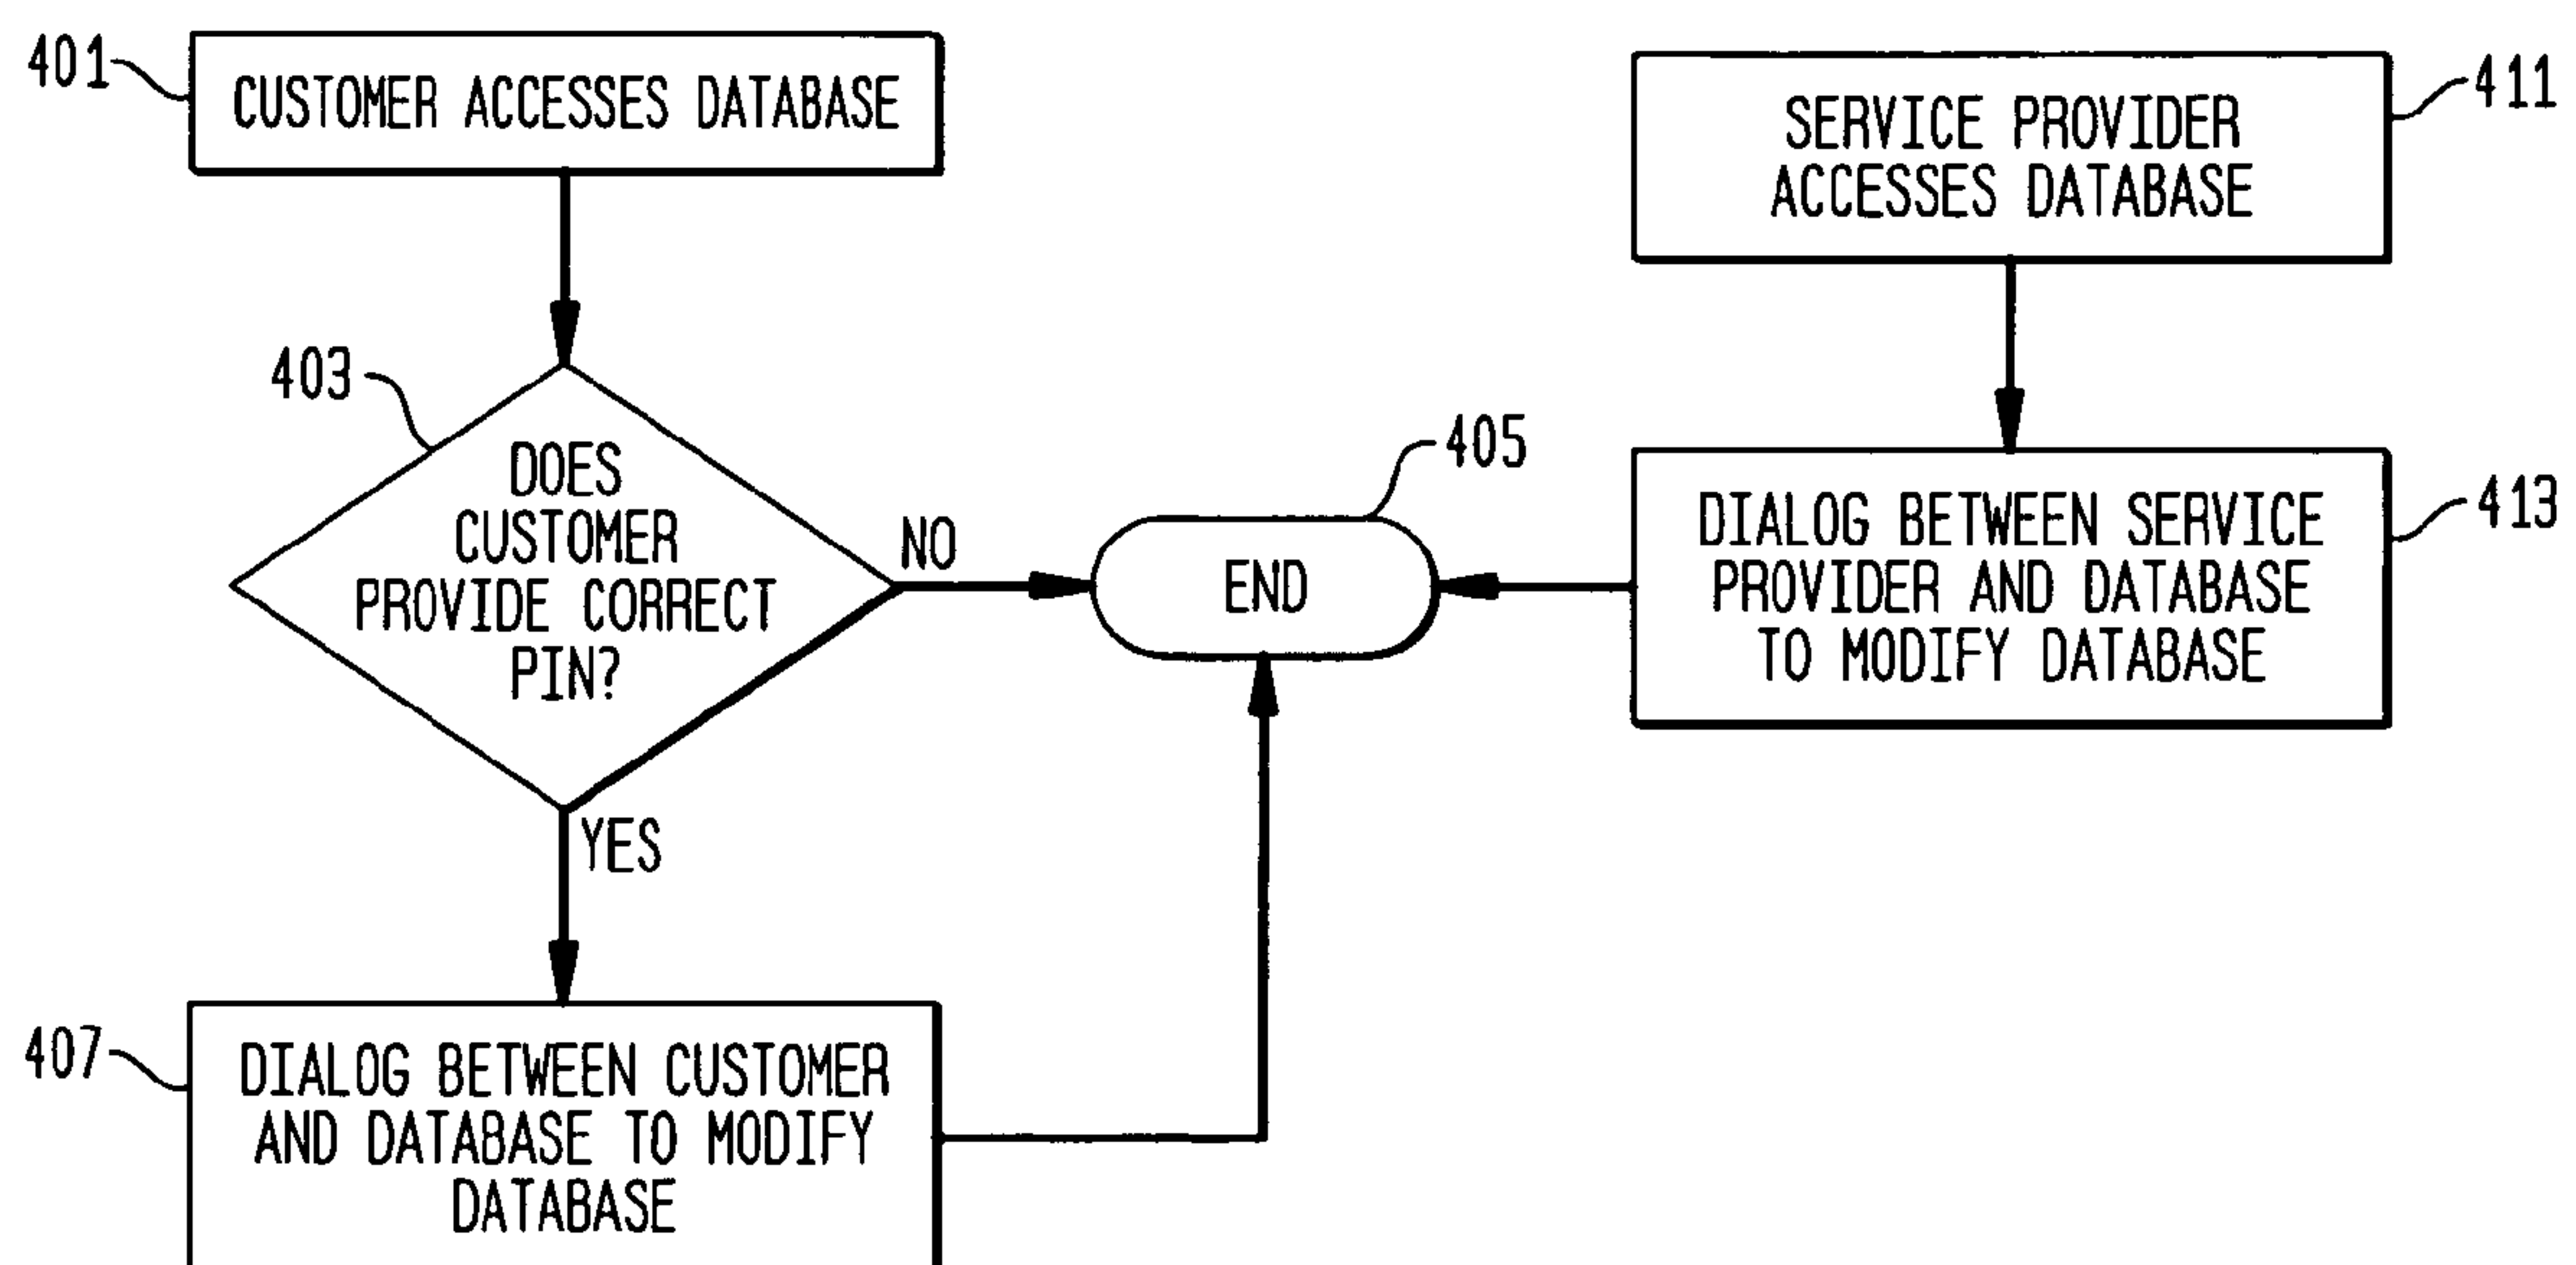 401
CUSTOMER ACCESSES DATABASE
403
DOES
CUSTOMER
PROVIDE CORRECT
PIN?
NO
YES
405
END
407
DIALOG BETWEEN CUSTOMER
AND DATABASE TO MODIFY
DATABASE
411
SERVICE PROVIDER
ACCESSES DATABASE
413
DIALOG BETWEEN SERVICE
PROVIDER AND DATABASE
TO MODIFY DATABASE